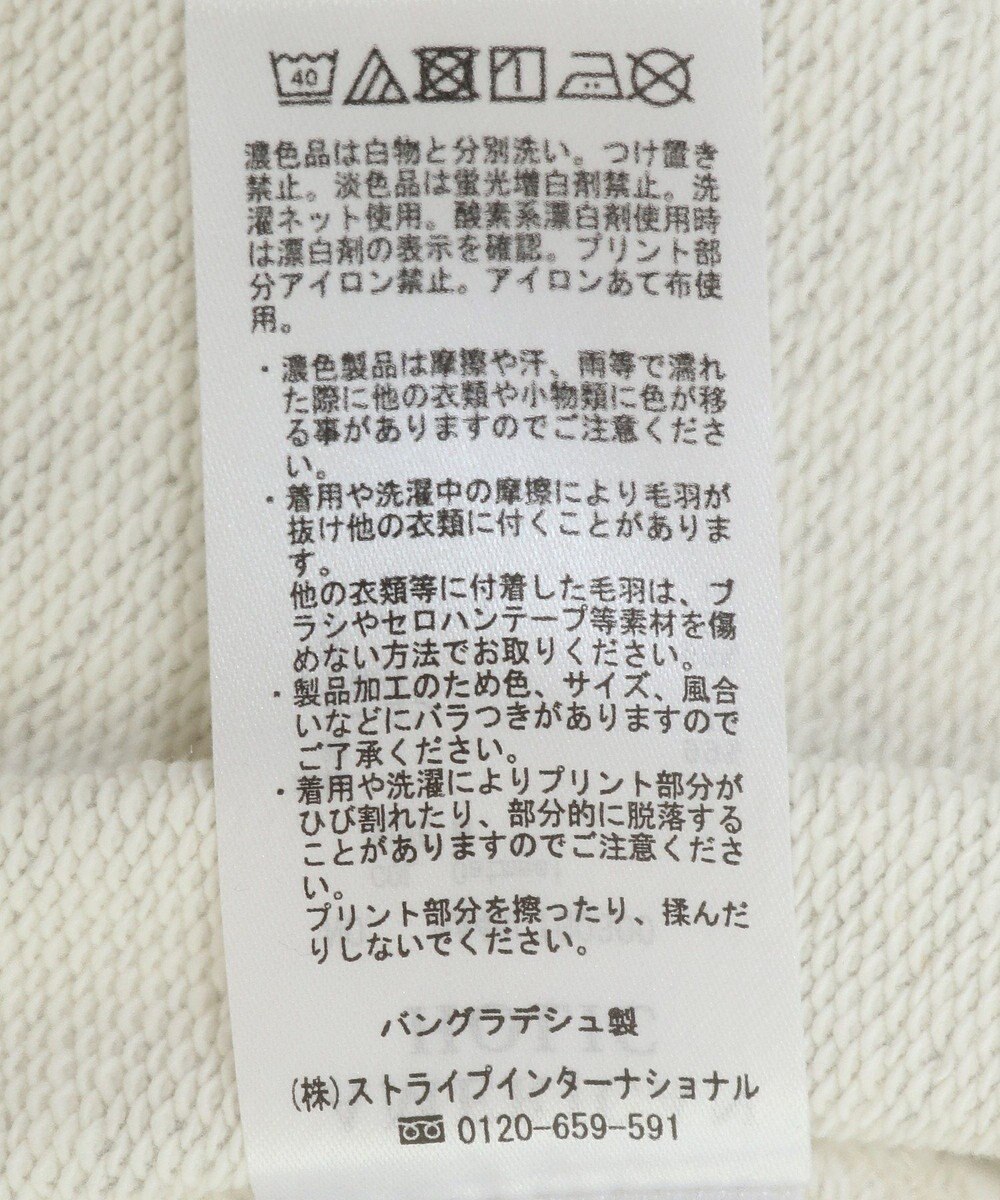 40
濃色品は白物と分別洗い。つけ置き
禁止。淡色品は蛍光増白剤禁止。洗
濯ネット使用。酸素系漂白剤使用時
は漂白剤の表示を確認。プリント部
分アイロン禁止。アイロンあて布使
用。
・濃色製品は摩擦や汗、雨等で濡れ
た際に他の衣類や小物類に色が移
る事がありますのでご注意くださ
い。
・着用や洗濯中の摩擦により毛羽が
抜け他の衣類に付くことがありま
す。
他の衣類等に付着した毛羽は、ブ
ラシやセロハンテープ等素材を傷
めない方法でお取りください。
・製品加工のため色、サイズ、風合
いなどにバラつきがありますので
ご了承ください。
・着用や洗濯によりプリント部分が
ひび割れたり、部分的に脱落する
ことがありますのでご注意くださ
い。
プリント部分を擦ったり、揉んだ
りしないでください。
バングラデシュ製
(株)ストライプインターナショナル
0120-659-591